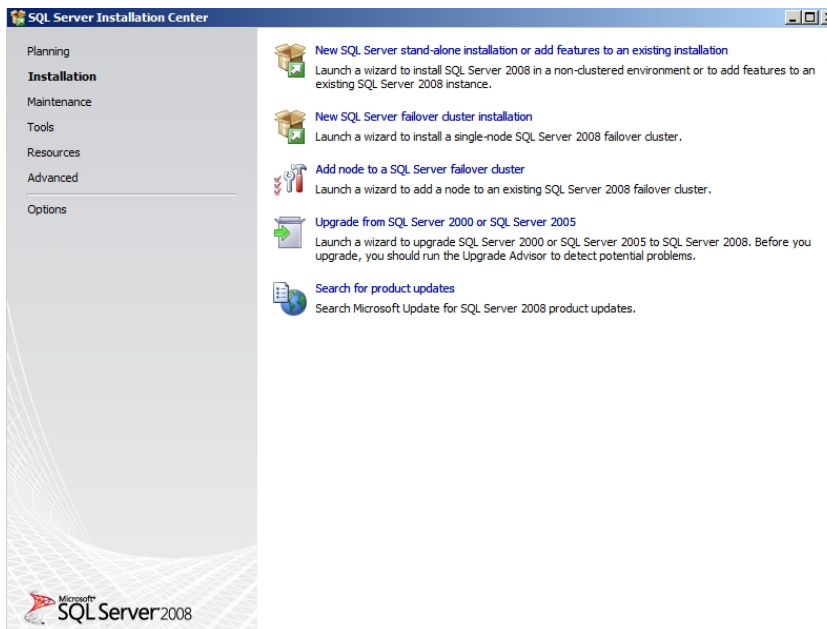 SQL Server Installation Center
Planning
Installation
Maintenance
Tools
Resources
Advanced
Options
New SQL Server stand-alone installation or add features to an existing installation
Launch a wizard to install SQL Server 2008 in a non-clustered environment or to add features to an
existing SQL Server 2008 instance.
New SQL Server failover cluster installation
Launch a wizard to install a single-node SQL Server 2008 failover cluster.
Add node to a SQL Server failover cluster
Launch a wizard to add a node to an existing SQL Server 2008 failover cluster.
Upgrade from SQL Server 2000 or SQL Server 2005
Launch a wizard to upgrade SQL Server 2000 or SQL Server 2005 to SQL Server 2008. Before you
upgrade, you should run the Upgrade Advisor to detect potential problems.
Search for product updates
Search Microsoft Update for SQL Server 2008 product updates.
Microsoft®
SQL Server 2008